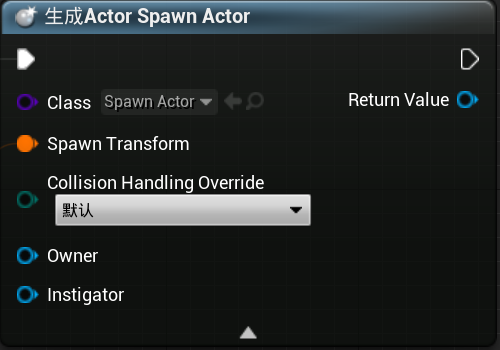 生成Actor Spawn Actor
Class Spawn Actor Return Value
Spawn Transform
Collision Handling Override
默认
Owner
Instigator